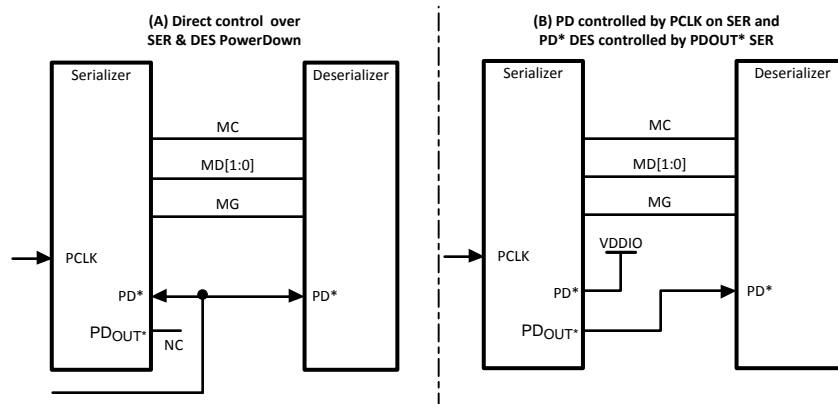 (A) Direct control over
SER & DES PowerDown
Serializer
Deserializer
MC
MD[1:0]
MG
PCLK
PD*
PD*
PDOUT*
NC
(B) PD controlled by PCLK on SER and
PD* DES controlled by PDOUT* SER
Serializer
Deserializer
MC
MD[1:0]
MG
VDDIO
PCLK
PD*
PD*
PDOUT*